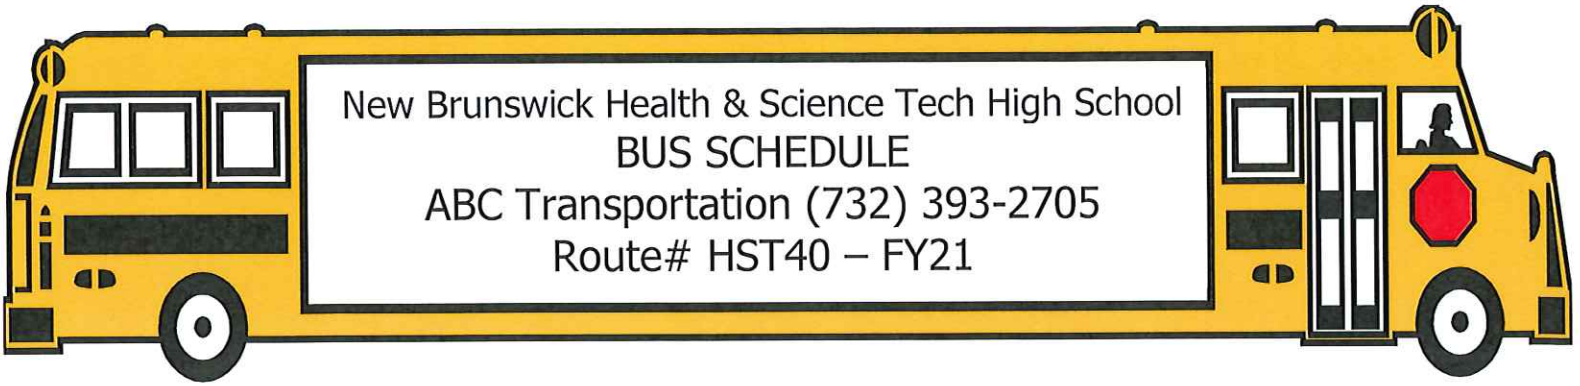 New Brunswick Health & Science Tech High School
BUS SCHEDULE
ABC Transportation (732) 393-2705
Route# HST40 – FY21